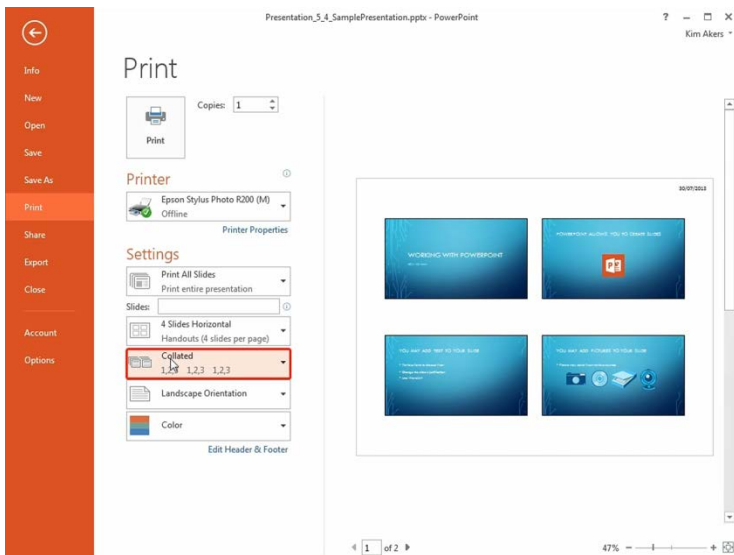 Presentation_5_4_SamplePresentation.pptx - PowerPoint
?
Kim Akers
Info
New
Open
Save
Save As
Print
Share
Export
Close
Account
Options
Print
Copies: 1
Print
Printer
Epson Stylus Photo R200 (M)
Offline
Printer Properties
Settings
Print All Slides
Print entire presentation
Slides:
4 Slides Horizontal
Handouts (4 slides per page)
Collated
1,2,3 1,2,3 1,2,3
Landscape Orientation
Color
Edit Header & Footer
30/07/2013
WORKING WITH POWERPOINT
POWERPOINT ALLOWS YOU TO CREATE SLIDES
YOU MAY ADD TEXT TO YOUR SLIDE
YOU MAY ADD PICTURES TO YOUR SLIDE
1 of 2
47%